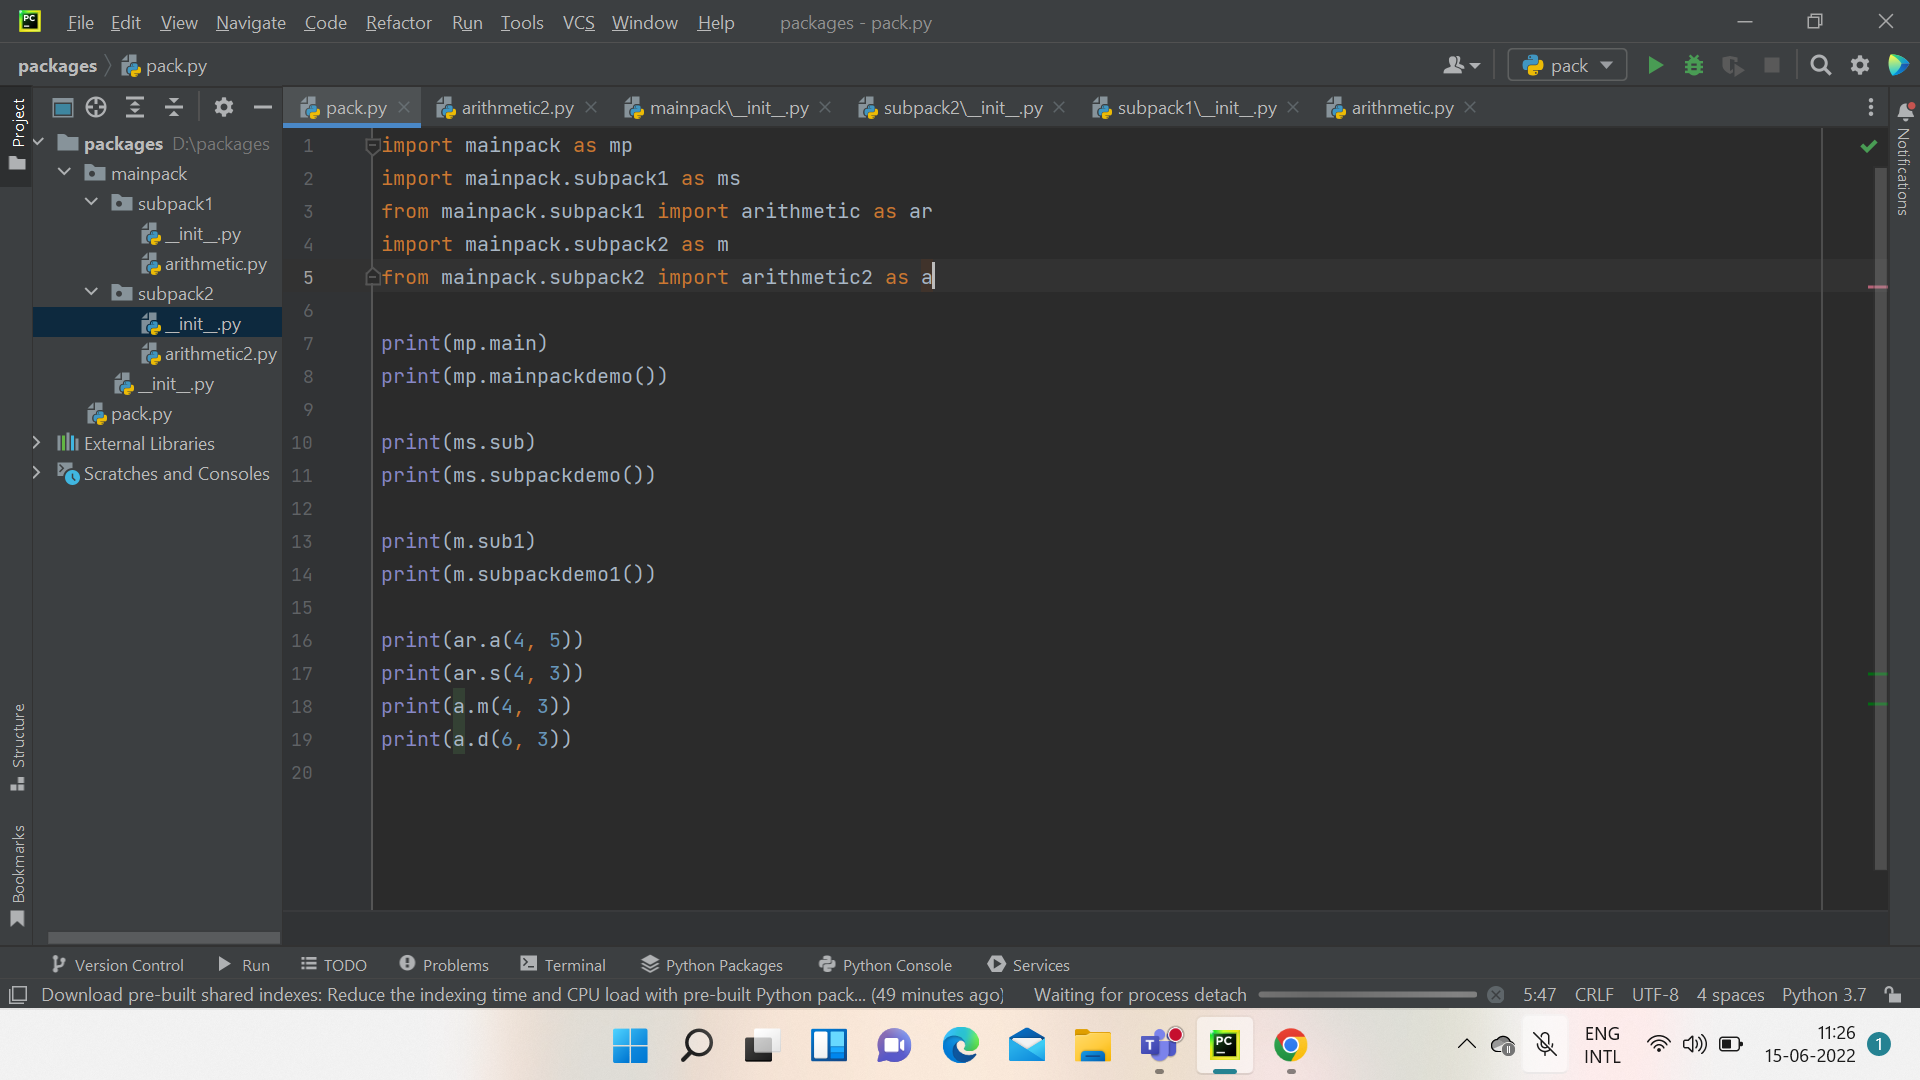 File Edit View Navigate Code Refactor Run Tools VCS Window Help packages - pack.py
packages pack.py
pack
Project
pack.py arithmetic2.py mainpack\__init__.py subpack2\__init__.py subpack1\__init__.py arithmetic.py
Notifications
packages D:\packages
mainpack
subpack1
__init__.py
arithmetic.py
subpack2
__init__.py
arithmetic2.py
__init__.py
pack.py
External Libraries
Scratches and Consoles
1 import mainpack as mp
2 import mainpack.subpack1 as ms
3 from mainpack.subpack1 import arithmetic as ar
4 import mainpack.subpack2 as m
5 from mainpack.subpack2 import arithmetic2 as a
6
7 print(mp.main)
8 print(mp.mainpackdemo())
9
10 print(ms.sub)
11 print(ms.subpackdemo())
12
13 print(m.sub1)
14 print(m.subpackdemo1())
15
16 print(ar.a(4, 5))
17 print(ar.s(4, 3))
18 print(a.m(4, 3))
19 print(a.d(6, 3))
20
Structure
Bookmarks
Version Control Run TODO Problems Terminal Python Packages Python Console Services
Download pre-built shared indexes: Reduce the indexing time and CPU load with pre-built Python pack... (49 minutes ago) Waiting for process detach 5:47 CRLF UTF-8 4 spaces Python 3.7
ENG
INTL
11:26
15-06-2022
1